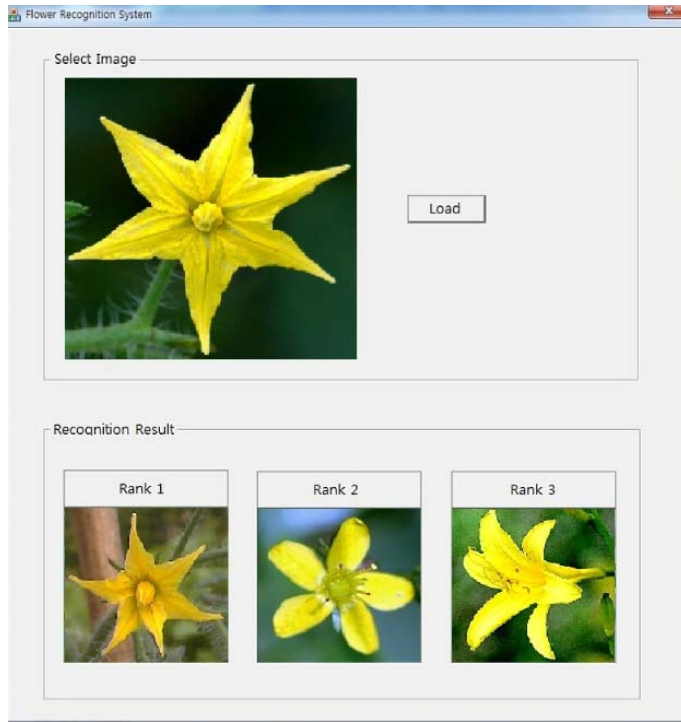 Flower Recognition System
Select Image
Load
Recognition Result
Rank 1
Rank 2
Rank 3